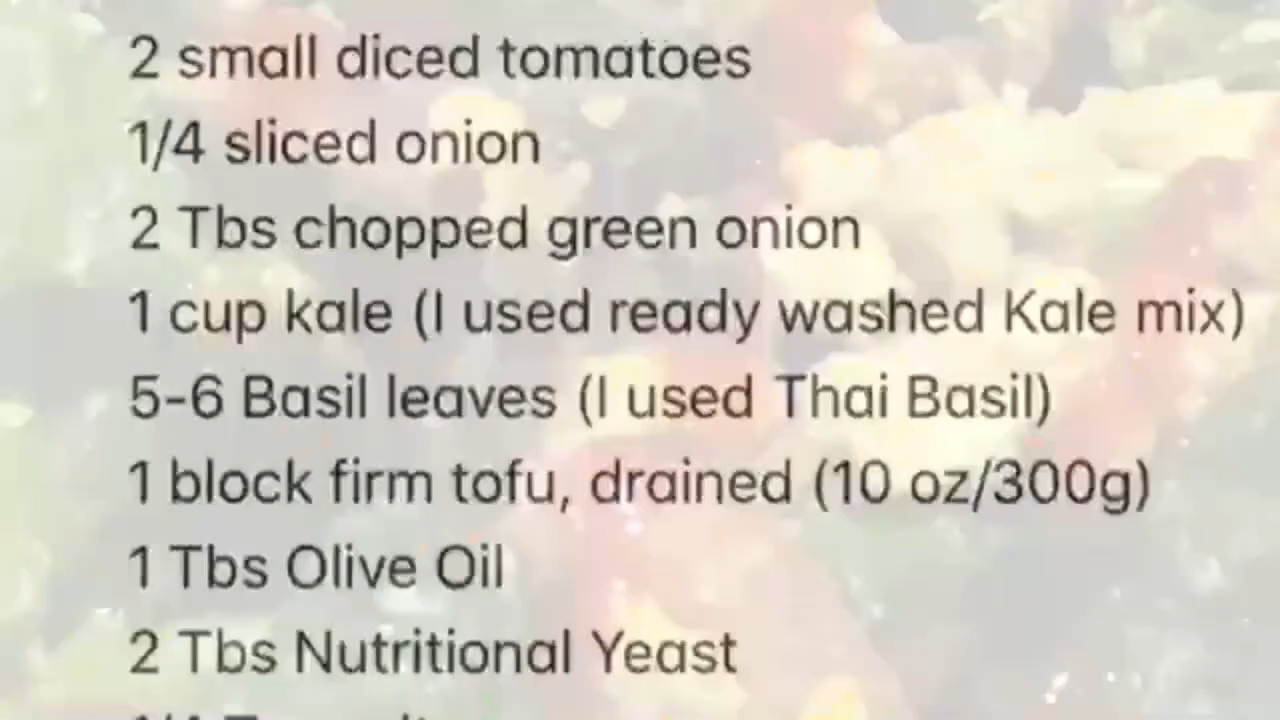 2 small diced tomatoes
1/4 sliced onion
2 Tbs chopped green onion
1 cup kale (I used ready washed Kale mix)
5-6 Basil leaves (I used Thai Basil)
1 block firm tofu, drained (10 oz/300g)
1 Tbs Olive Oil
2 Tbs Nutritional Yeast